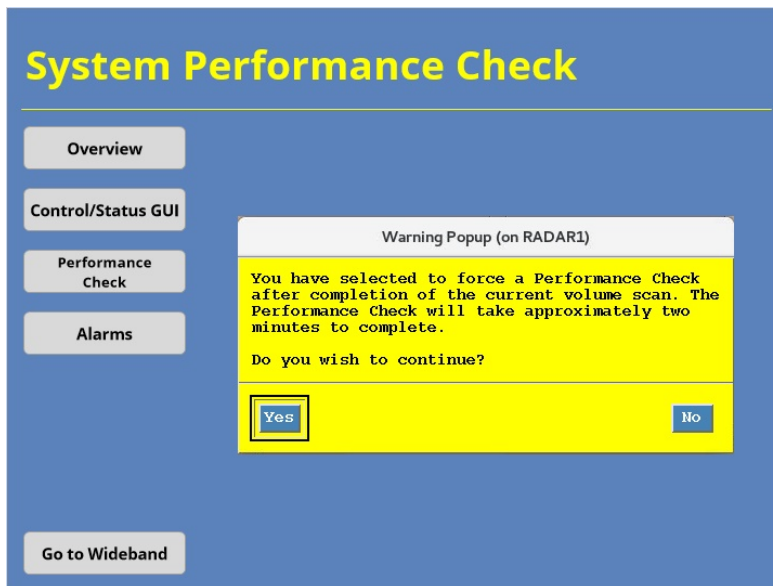 System Performance Check
Overview
Control/Status GUI
Performance
Check
Alarms
Warning Popup (on RADAR1)
You have selected to force a Performance Check
after completion of the current volume scan. The
Performance Check will take approximately two
minutes to complete.
Do you wish to continue?
Yes
No
Go to Wideband